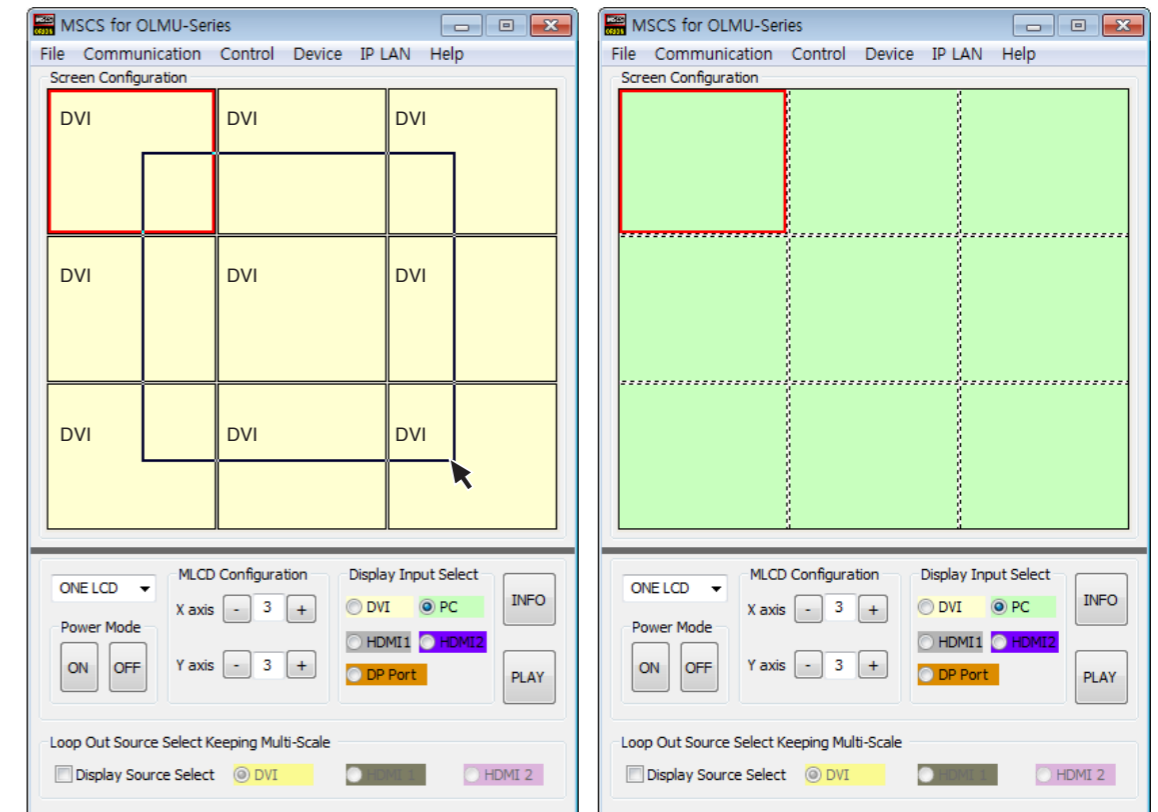 MSCS for OLMU-Series
File Communication Control Device IP LAN Help
Screen Configuration
DVI DVI DVI
DVI DVI DVI
DVI DVI DVI
ONE LCD
MLCD Configuration
X axis - 3 +
Y axis - 3 +
Power Mode
ON OFF
Display Input Select
DVI PC
HDMI1 HDMI2
DP Port
INFO
PLAY
Loop Out Source Select Keeping Multi-Scale
Display Source Select DVI HDMI 1 HDMI 2
MSCS for OLMU-Series
File Communication Control Device IP LAN Help
Screen Configuration
ONE LCD
MLCD Configuration
X axis - 3 +
Y axis - 3 +
Power Mode
ON OFF
Display Input Select
DVI PC
HDMI1 HDMI2
DP Port
INFO
PLAY
Loop Out Source Select Keeping Multi-Scale
Display Source Select DVI HDMI 1 HDMI 2